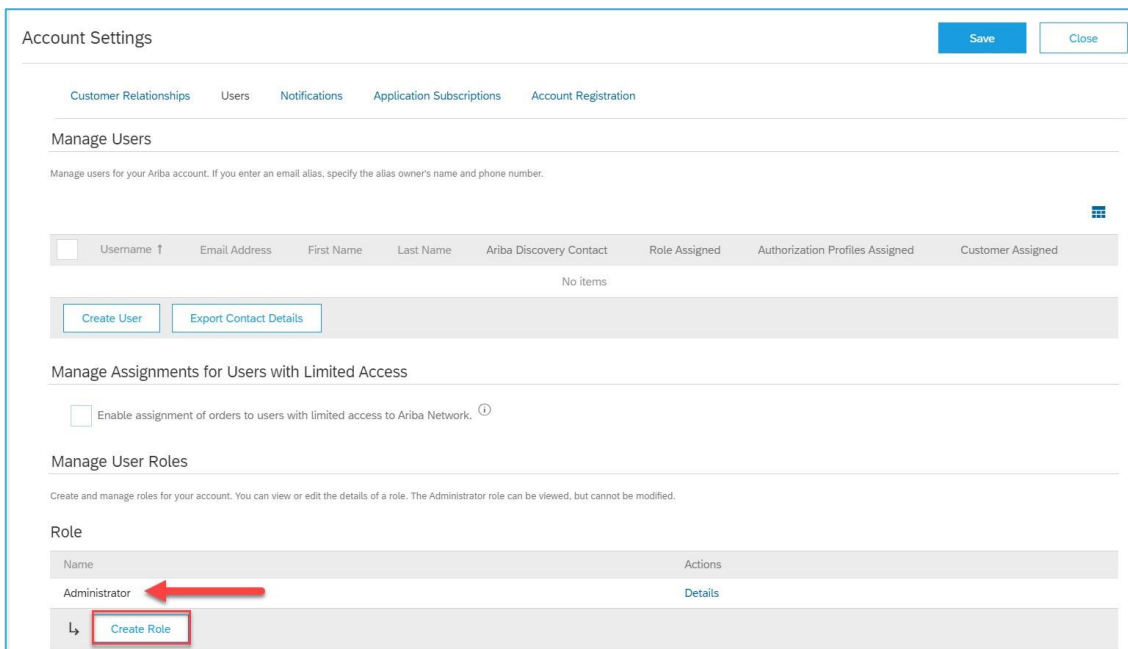 Account Settings
Save
Close
Customer Relationships Users Notifications Application Subscriptions Account Registration
Manage Users
Manage users for your Ariba account. If you enter an email alias, specify the alias owner's name and phone number.
Username ↑ Email Address First Name Last Name Ariba Discovery Contact Role Assigned Authorization Profiles Assigned Customer Assigned
No items
Create User Export Contact Details
Manage Assignments for Users with Limited Access
Enable assignment of orders to users with limited access to Ariba Network.
Manage User Roles
Create and manage roles for your account. You can view or edit the details of a role. The Administrator role can be viewed, but cannot be modified.
Role
Name Actions
Administrator Details
Create Role